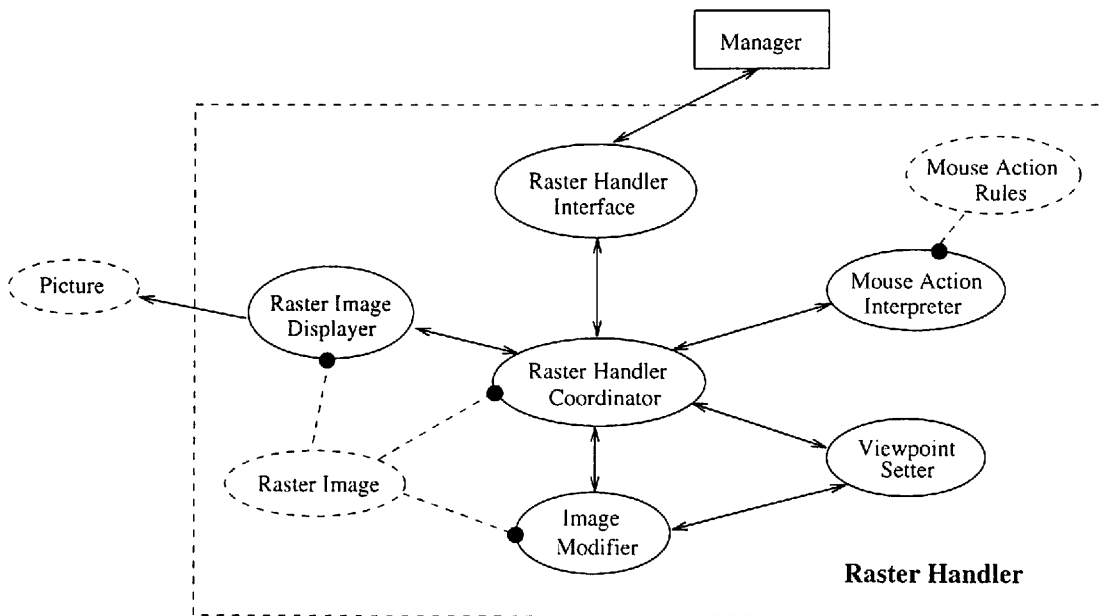 Manager
Raster Handler
Interface
Mouse Action
Rules
Picture
Raster Image
Displayer
Mouse Action
Interpreter
Raster Handler
Coordinator
Raster Image
Viewpoint
Setter
Image
Modifier
Raster Handler